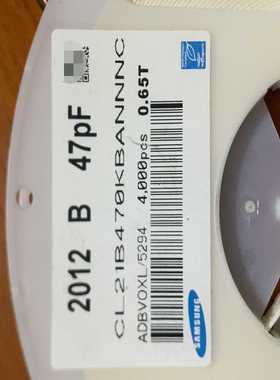 2012 B 47pF
CL21B470KBANNNC
4,000pcs 0.65T
ADBVOXL/5294
SAMSUNG